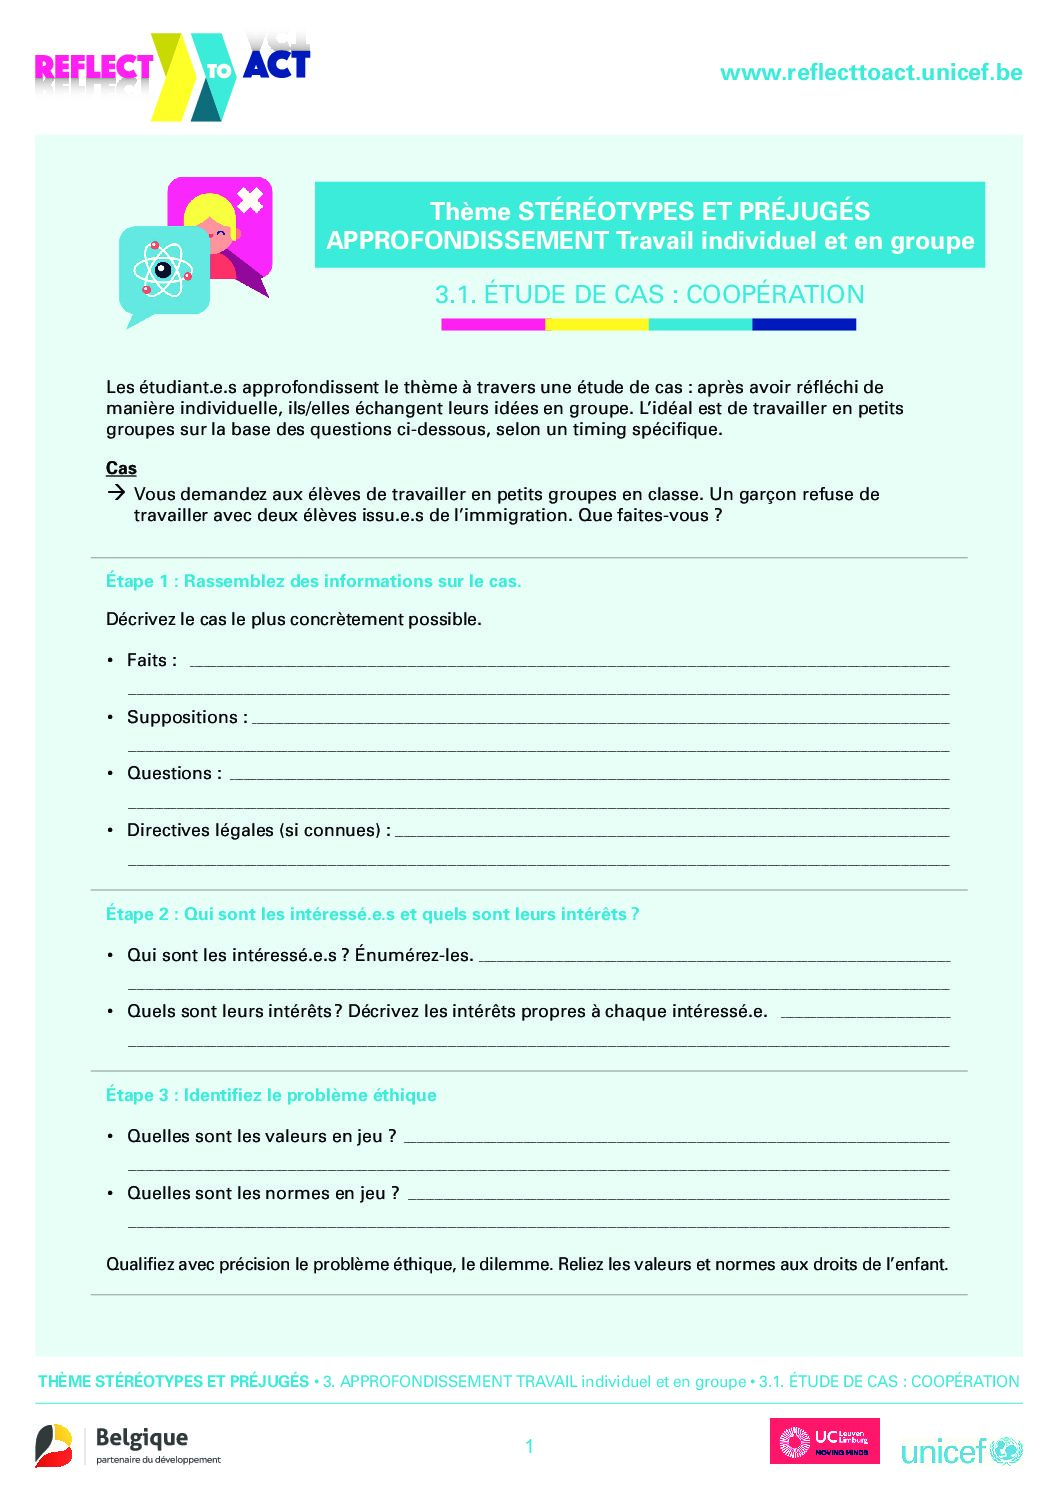 REFLECT TO ACT
www.reflecttoact.unicef.be
Thème STÉRÉOTYPES ET PRÉJUGÉS
APPROFONDISSEMENT Travail individuel et en groupe
3.1. ÉTUDE DE CAS : COOPÉRATION
Les étudiant.e.s approfondissent le thème à travers une étude de cas : après avoir réfléchi de
manière individuelle, ils/elles échangent leurs idées en groupe. L’idéal est de travailler en petits
groupes sur la base des questions ci-dessous, selon un timing spécifique.
Cas
→ Vous demandez aux élèves de travailler en petits groupes en classe. Un garçon refuse de
travailler avec deux élèves issu.e.s de l’immigration. Que faites-vous ?
Étape 1 : Rassemblez des informations sur le cas.
Décrivez le cas le plus concrètement possible.
• Faits :
• Suppositions :
• Questions :
• Directives légales (si connues) :
Étape 2 : Qui sont les intéressé.e.s et quels sont leurs intérêts ?
• Qui sont les intéressé.e.s ? Énumérez-les.
• Quels sont leurs intérêts ? Décrivez les intérêts propres à chaque intéressé.e.
Étape 3 : Identifiez le problème éthique
• Quelles sont les valeurs en jeu ?
• Quelles sont les normes en jeu ?
Qualifiez avec précision le problème éthique, le dilemme. Reliez les valeurs et normes aux droits de l’enfant.
THÈME STÉRÉOTYPES ET PRÉJUGÉS • 3. APPROFONDISSEMENT TRAVAIL individuel et en groupe • 3.1. ÉTUDE DE CAS : COOPÉRATION
Belgique
partenaire du développement
1
UC Leuven
Limburg
MOVING MINDS
unicef